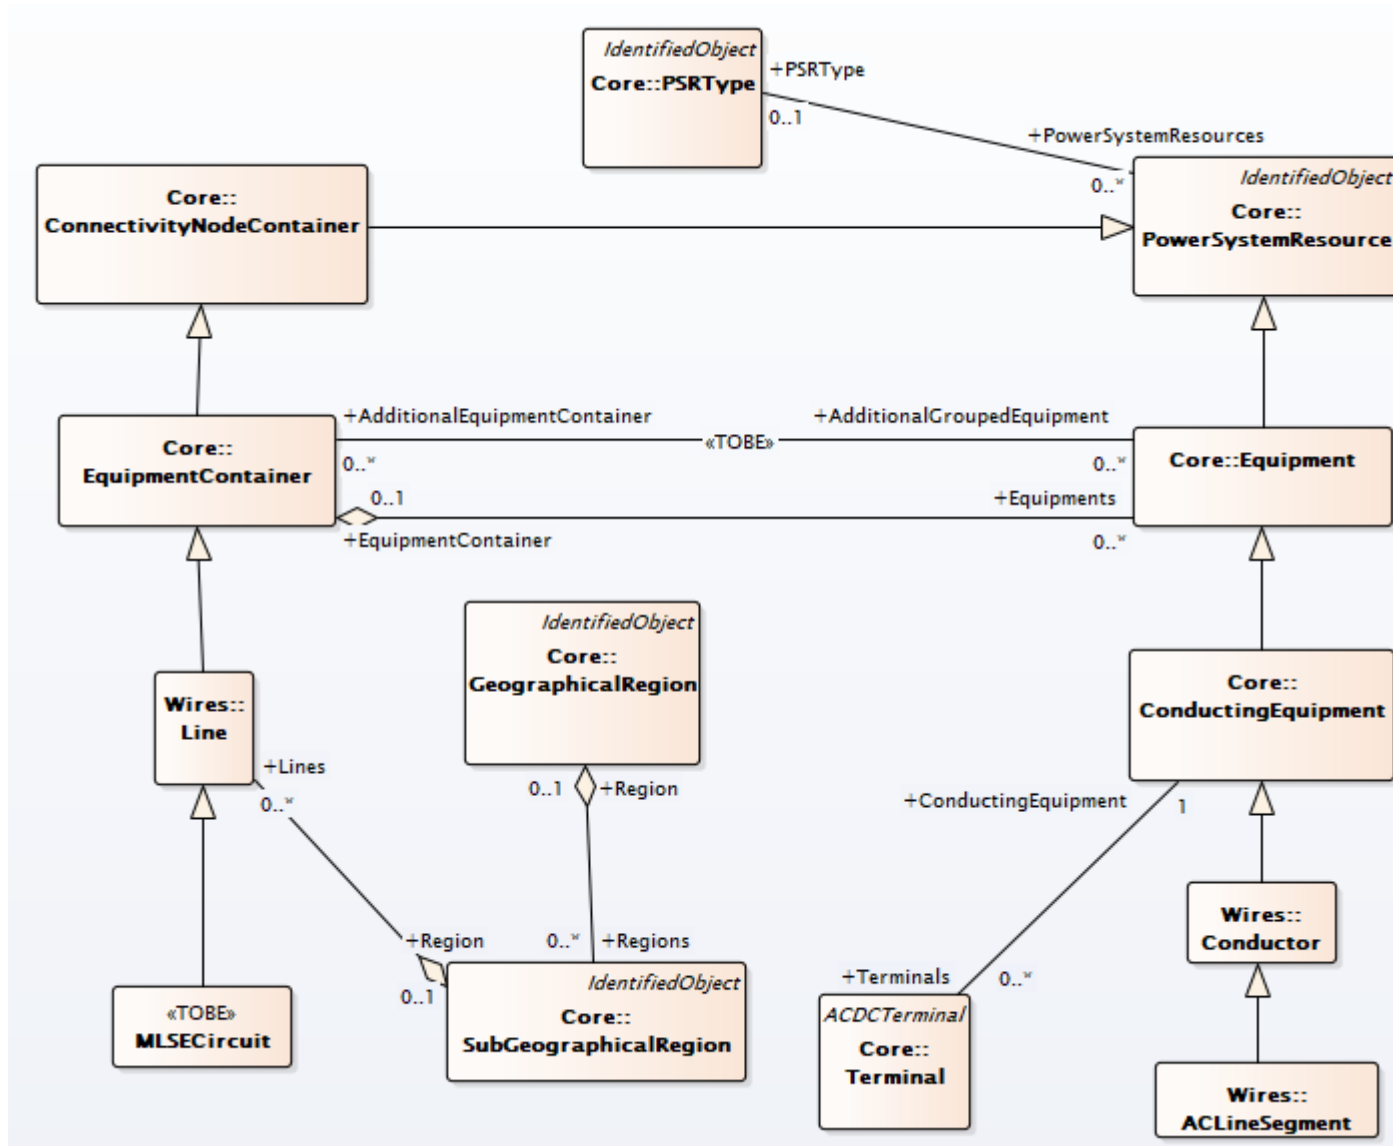 IdentifiedObject
Core::PSRType
+PSRType
0..1
+PowerSystemResources
0..*
IdentifiedObject
Core::
PowerSystemResource
Core::
ConnectivityNodeContainer
+AdditionalEquipmentContainer
+AdditionalGroupedEquipment
«TOBE»
0..*
0..*
Core::
EquipmentContainer
Core::Equipment
0..1
+Equipments
+EquipmentContainer
0..*
IdentifiedObject
Core::
GeographicalRegion
Core::
ConductingEquipment
Wires::
Line
+Lines
0..*
0..1
+Region
+ConductingEquipment
1
Wires::
Conductor
+Region
0..*
+Regions
0..1
+Terminals
0..*
IdentifiedObject
Core::
SubGeographicalRegion
«TOBE»
MLSECircuit
ACDCTerminal
Core::
Terminal
Wires::
ACLineSegment